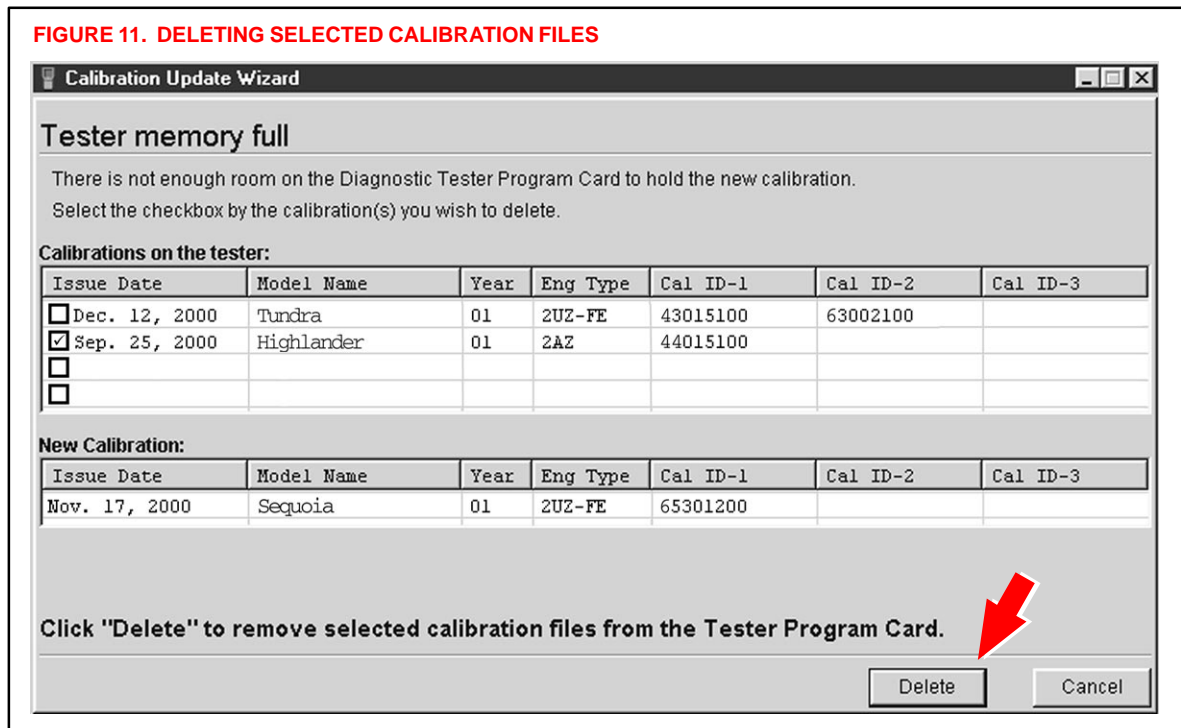 FIGURE 11. DELETING SELECTED CALIBRATION FILES
Calibration Update Wizard
Tester memory full
There is not enough room on the Diagnostic Tester Program Card to hold the new calibration.
Select the checkbox by the calibration(s) you wish to delete.
Calibrations on the tester:
Issue Date Model Name Year Eng Type Cal ID-1 Cal ID-2 Cal ID-3
Dec. 12, 2000 Tundra 01 2UZ-FE 43015100 63002100
Sep. 25, 2000 Highlander 01 2AZ 44015100
New Calibration:
Issue Date Model Name Year Eng Type Cal ID-1 Cal ID-2 Cal ID-3
Nov. 17, 2000 Sequoia 01 2UZ-FE 65301200
Click "Delete" to remove selected calibration files from the Tester Program Card.
Delete Cancel